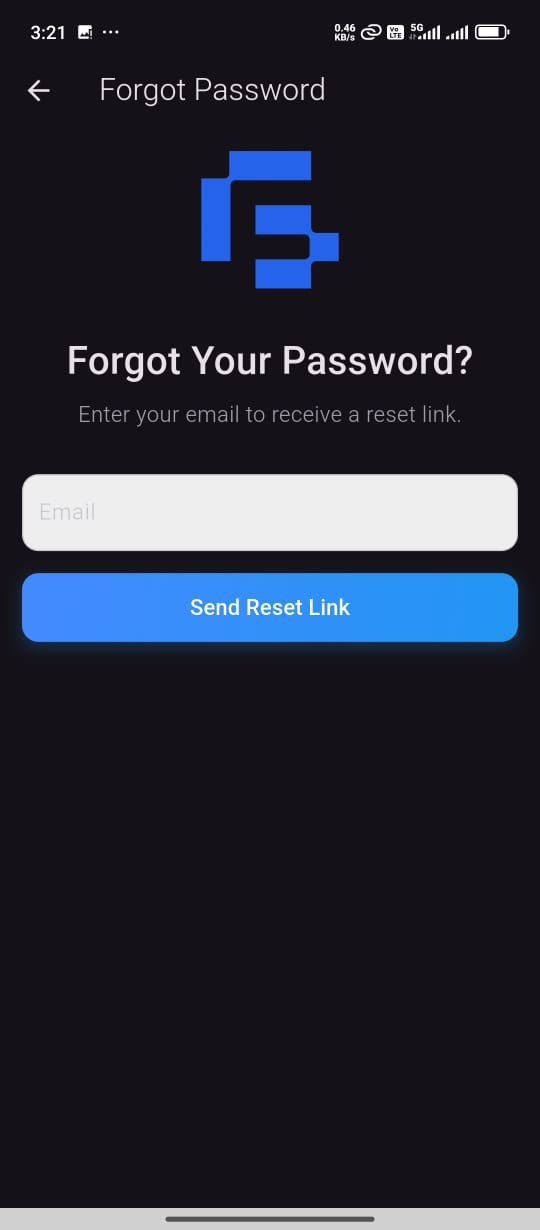 3:21
0.46
KB/s
Vo
LTE
5G
Forgot Password
Forgot Your Password?
Enter your email to receive a reset link.
Email
Send Reset Link